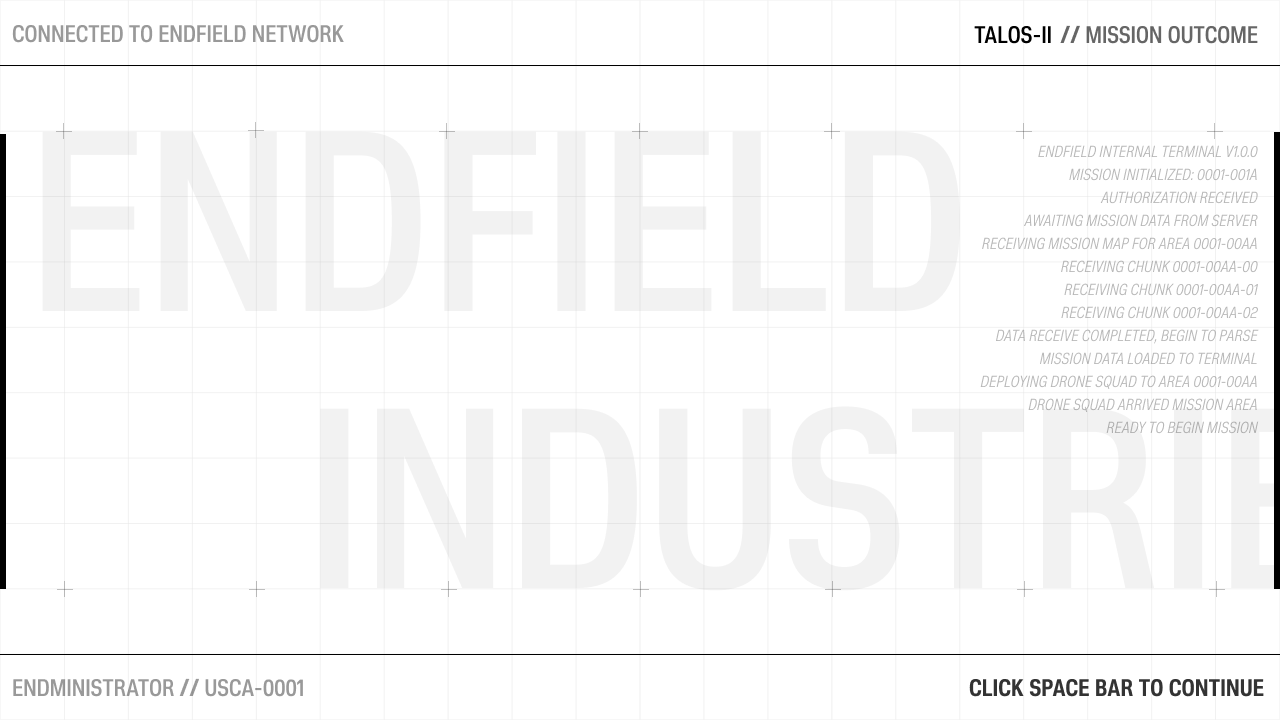 CONNECTED TO ENDFIELD NETWORK
TALOS-II // MISSION OUTCOME
ENDFIELD
ENDFIELD INTERNAL TERMINAL V1.0.0
MISSION INITIALIZED: 0001-001A
AUTHORIZATION RECEIVED
AWAITING MISSION DATA FROM SERVER
RECEIVING MISSION MAP FOR AREA 0001-00AA
RECEIVING CHUNK 0001-00AA-00
RECEIVING CHUNK 0001-00AA-01
RECEIVING CHUNK 0001-00AA-02
DATA RECEIVE COMPLETED, BEGIN TO PARSE
MISSION DATA LOADED TO TERMINAL
DEPLOYING DRONE SQUAD TO AREA 0001-00AA
DRONE SQUAD ARRIVED MISSION AREA
READY TO BEGIN MISSION
INDUSTRIE
ENDMINISTRATOR // USCA-0001
CLICK SPACE BAR TO CONTINUE